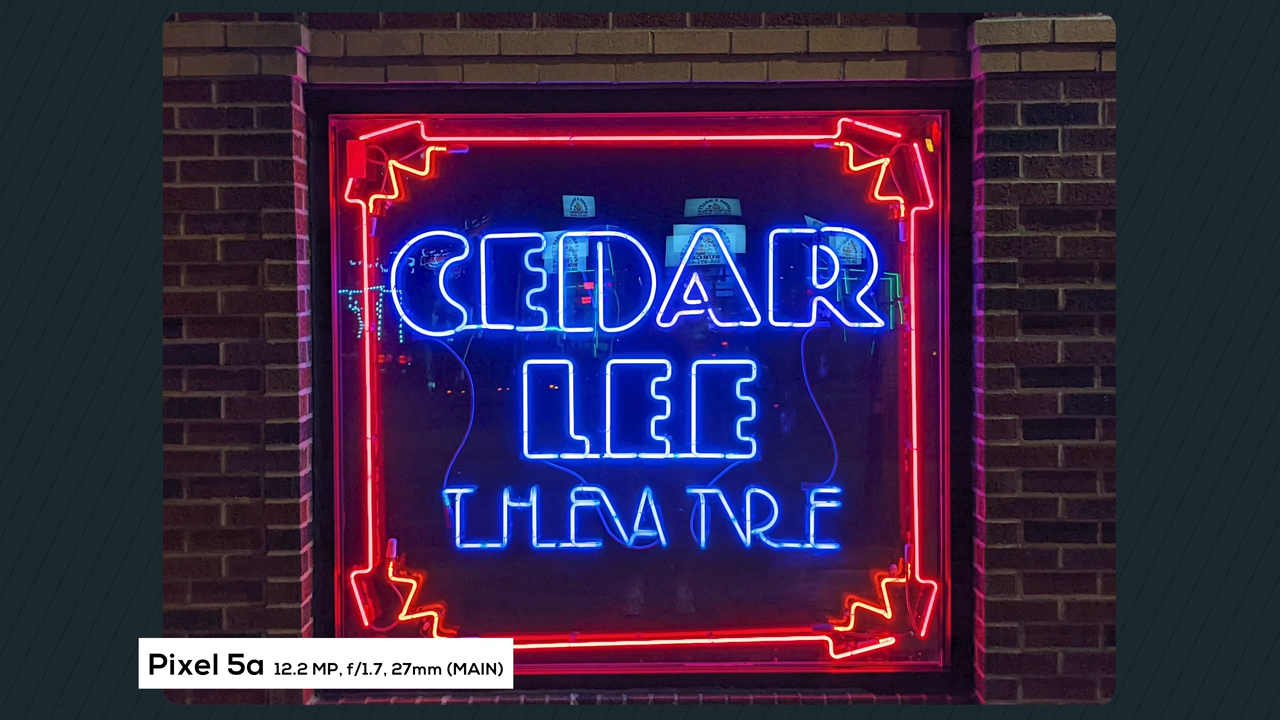 CEDAR
LEE
THEATRE
Pixel 5a 12.2 MP, f/1.7, 27mm (MAIN)